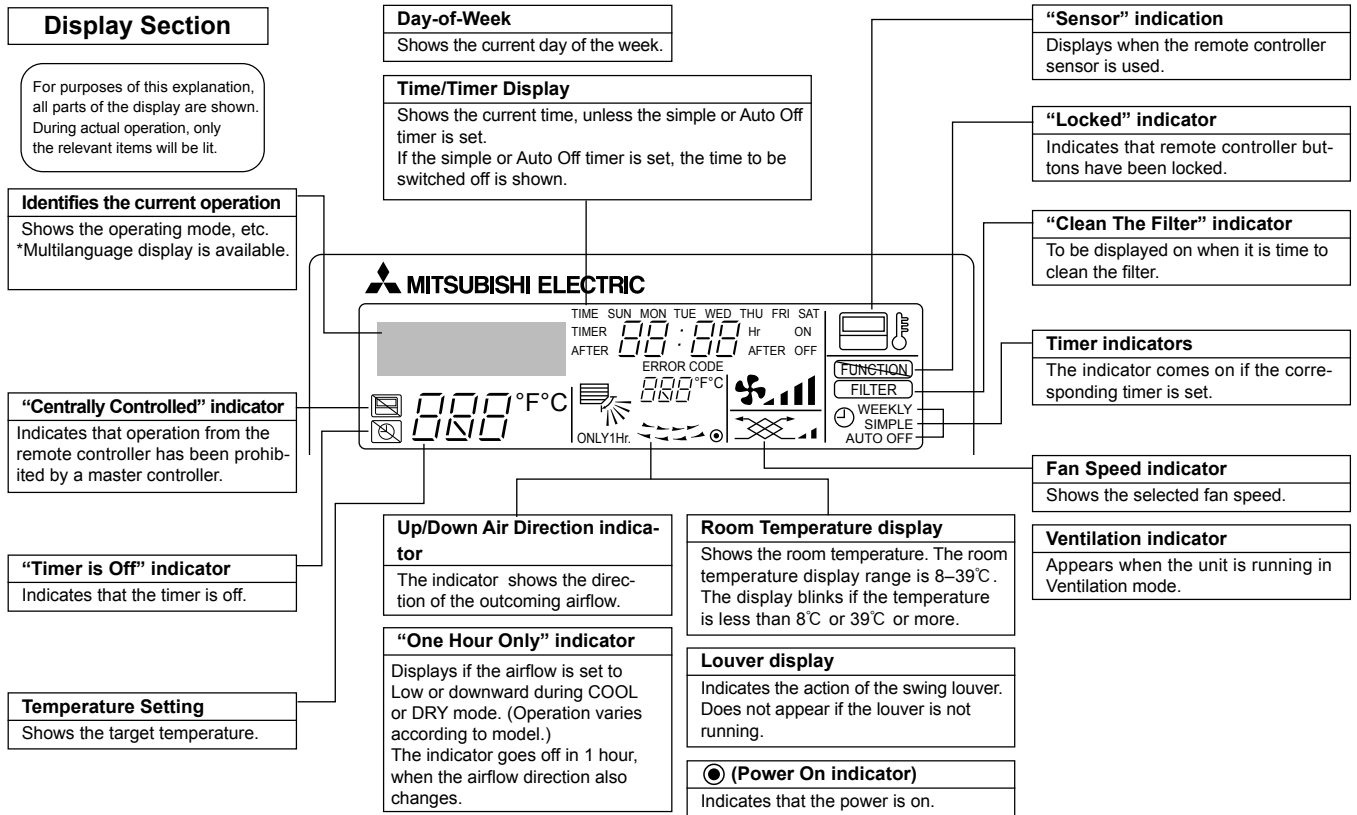 Display Section
For purposes of this explanation,
all parts of the display are shown.
During actual operation, only
the relevant items will be lit.
Identifies the current operation
Shows the operating mode, etc.
*Multilanguage display is available.
"Centrally Controlled" indicator
Indicates that operation from the
remote controller has been prohib-
ited by a master controller.
"Timer is Off" indicator
Indicates that the timer is off.
Temperature Setting
Shows the target temperature.
Day-of-Week
Shows the current day of the week.
Time/Timer Display
Shows the current time, unless the simple or Auto Off
timer is set.
If the simple or Auto Off timer is set, the time to be
switched off is shown.
MITSUBISHI ELECTRIC
TIME SUN MON TUE WED THU FRI SAT
TIMER 88:88 Hr ON
AFTER AFTER OFF
ERROR CODE
888 °F°C
888 °F°C
ONLY1Hr.
FUNCTION
FILTER
WEEKLY
SIMPLE
AUTO OFF
Up/Down Air Direction indica-
tor
The indicator shows the direc-
tion of the outcoming airflow.
"One Hour Only" indicator
Displays if the airflow is set to
Low or downward during COOL
or DRY mode. (Operation varies
according to model.)
The indicator goes off in 1 hour,
when the airflow direction also
changes.
Room Temperature display
Shows the room temperature. The room
temperature display range is 8–39℃.
The display blinks if the temperature
is less than 8℃ or 39℃ or more.
Louver display
Indicates the action of the swing louver.
Does not appear if the louver is not
running.
(Power On indicator)
Indicates that the power is on.
"Sensor" indication
Displays when the remote controller
sensor is used.
"Locked" indicator
Indicates that remote controller but-
tons have been locked.
"Clean The Filter" indicator
To be displayed on when it is time to
clean the filter.
Timer indicators
The indicator comes on if the corre-
sponding timer is set.
Fan Speed indicator
Shows the selected fan speed.
Ventilation indicator
Appears when the unit is running in
Ventilation mode.